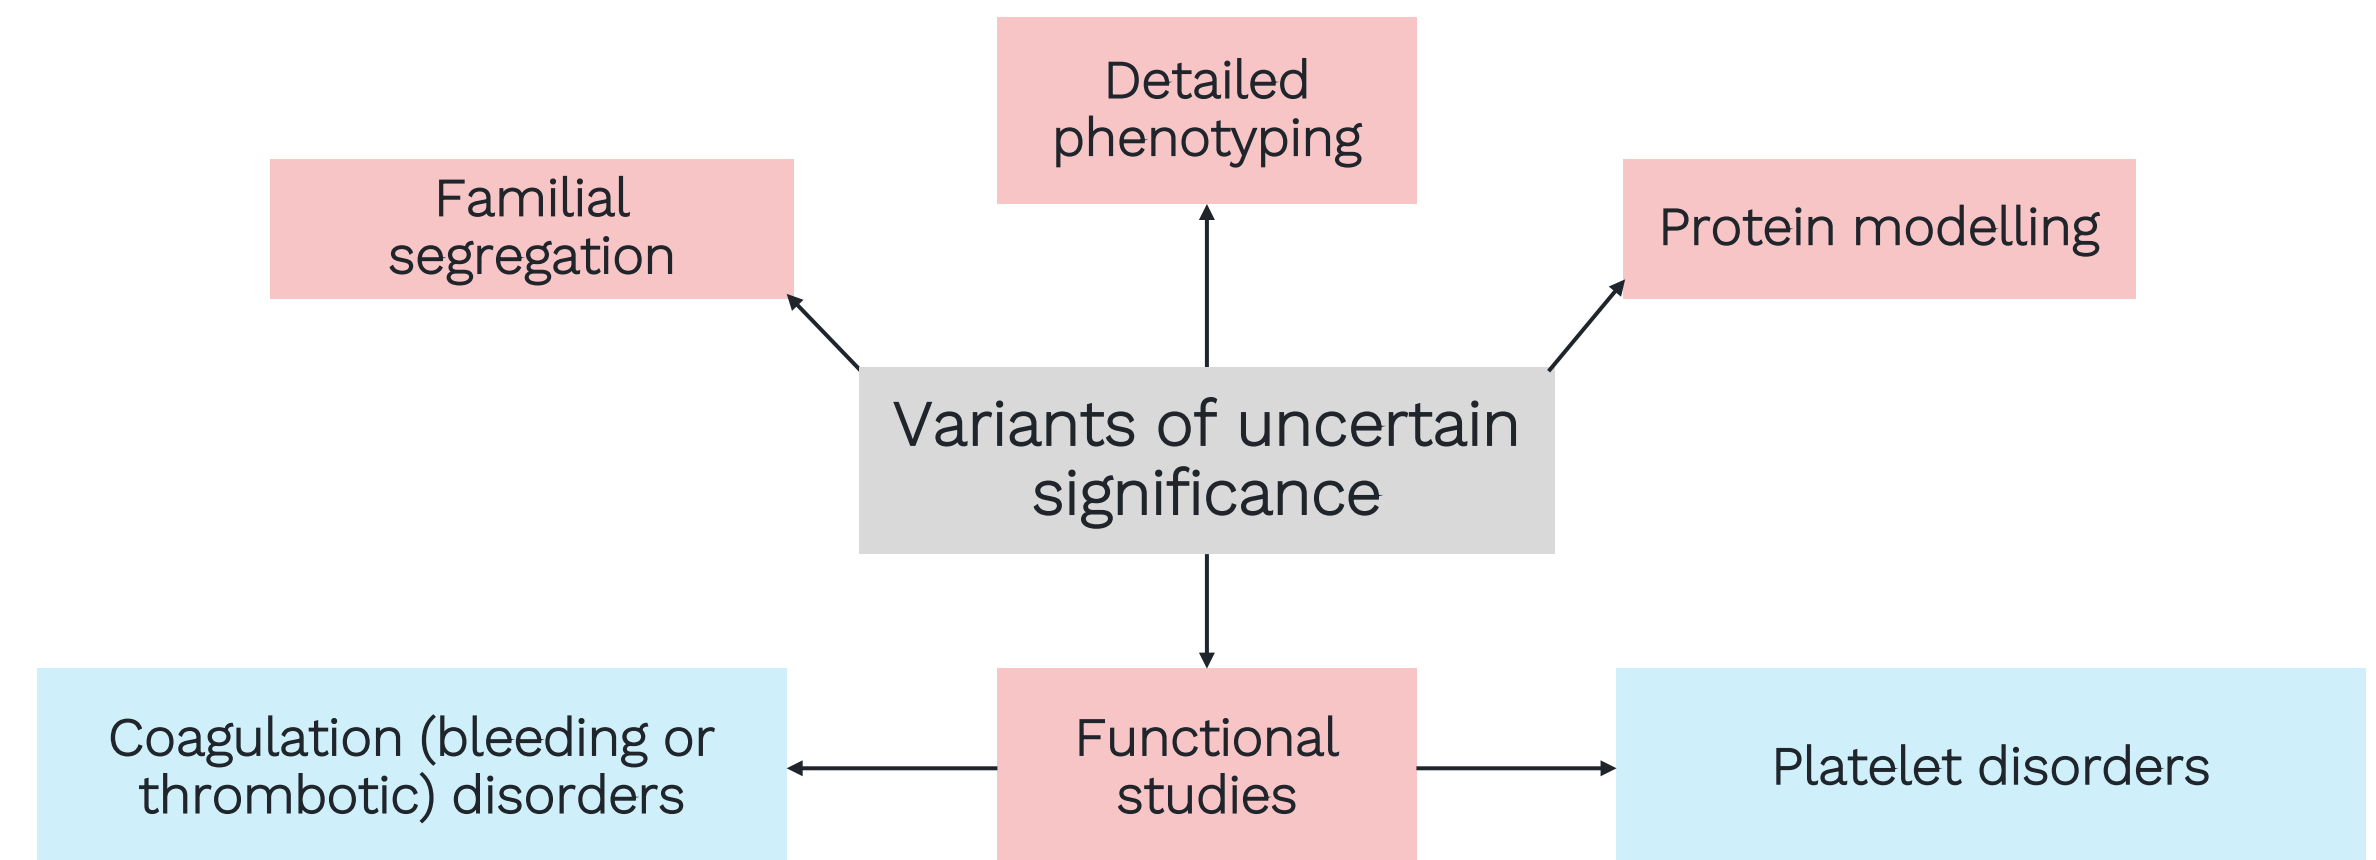 Detailed
phenotyping
Familial
segregation
Protein modelling
Variants of uncertain
significance
Coagulation (bleeding or
thrombotic) disorders
Functional
studies
Platelet disorders